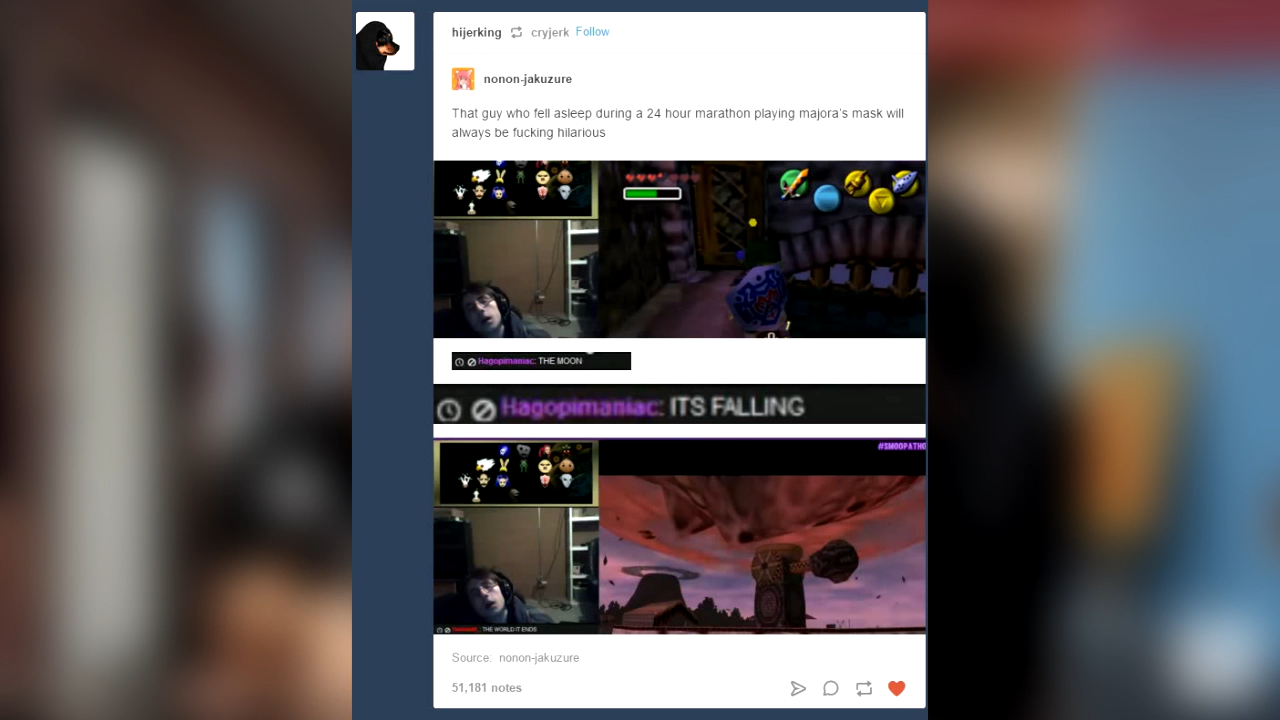 hijerking cryjerk Follow
nonon-jakuzure
That guy who fell asleep during a 24 hour marathon playing majora's mask will
always be fucking hilarious
Hagopimaniac: THE MOON
Hagopimaniac: ITS FALLING
#SMOOPATHO
: THE WORLD IT ENDS
Source: nonon-jakuzure
51,181 notes